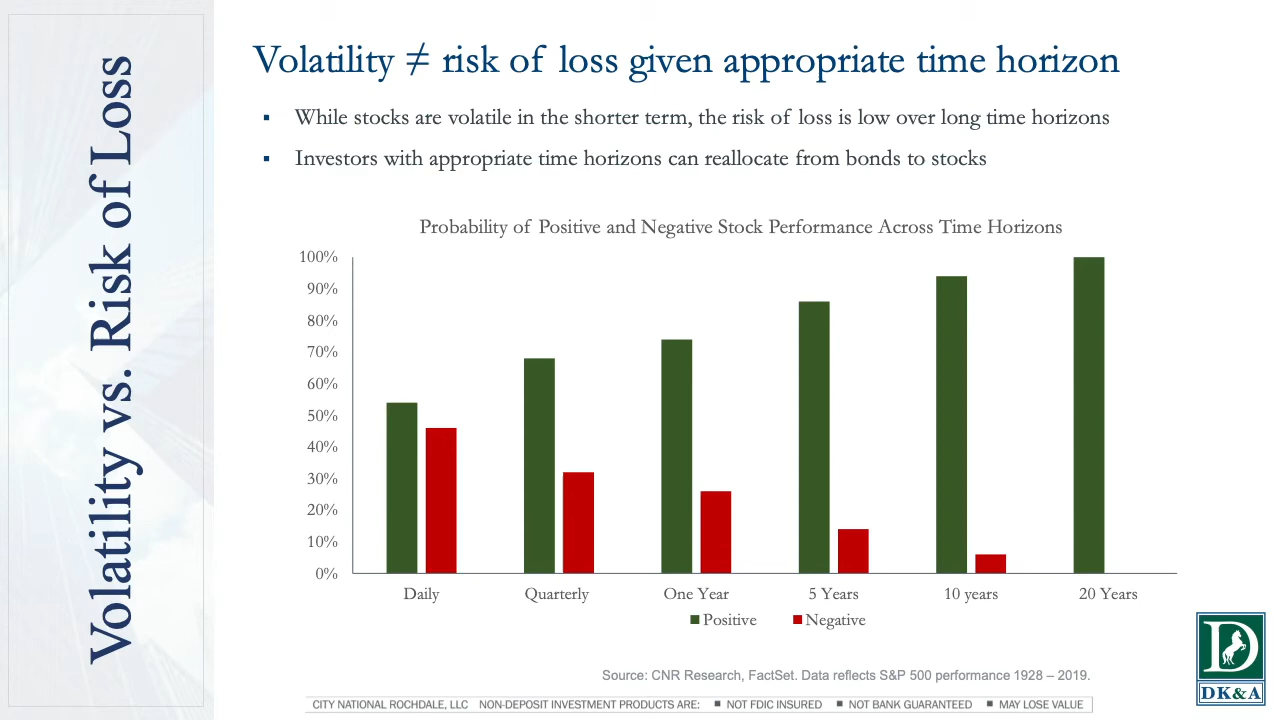 Volatility vs. Risk of Loss
Volatility ≠ risk of loss given appropriate time horizon
▪ While stocks are volatile in the shorter term, the risk of loss is low over long time horizons
▪ Investors with appropriate time horizons can reallocate from bonds to stocks
Probability of Positive and Negative Stock Performance Across Time Horizons
100%
90%
80%
70%
60%
50%
40%
30%
20%
10%
0%
Daily Quarterly One Year 5 Years 10 years 20 Years
Positive Negative
Source: CNR Research, FactSet. Data reflects S&P 500 performance 1928 – 2019.
CITY NATIONAL ROCHDALE, LLC NON-DEPOSIT INVESTMENT PRODUCTS ARE: ■ NOT FDIC INSURED ■ NOT BANK GUARANTEED ■ MAY LOSE VALUE
D
DK&A